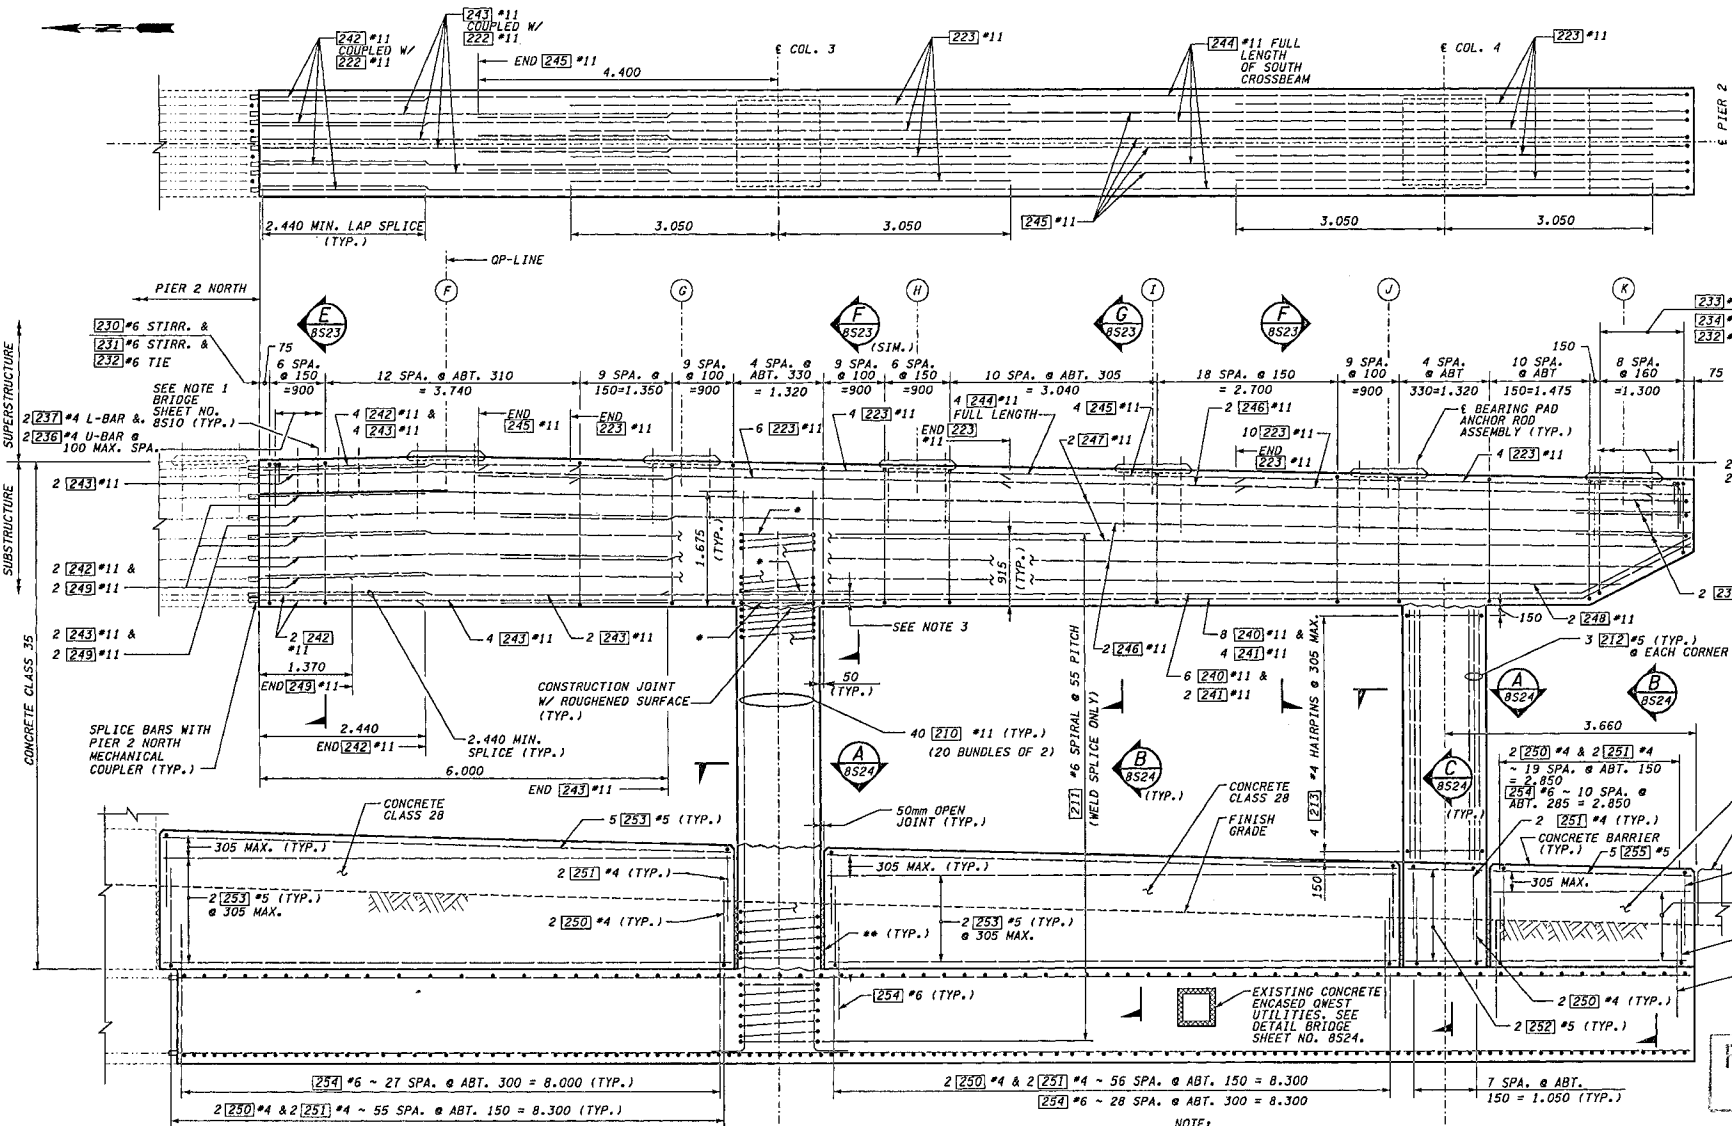 242 #11
COUPLED W/
222 #11
243 #11
COUPLED W/
222 #11
END 245 #11
4.400
℄ COL. 3
223 #11
244 #11 FULL
LENGTH
OF SOUTH
CROSSBEAM
℄ COL. 4
223 #11
℄ PIER 2
2.440 MIN. LAP SPLICE
(TYP.)
3.050
3.050
245 #11
3.050
3.050
QP-LINE
PIER 2 NORTH
F
G
H
I
J
K
230 #6 STIRR. &
231 #6 STIRR. &
232 #6 TIE
E
8S23
F
8S23
(SIM.)
G
8S23
F
8S23
233 #
234 #
232 #
75
6 SPA.
@ 150
=900
12 SPA. @ ABT. 310
= 3.740
9 SPA. @
150=1.350
9 SPA.
@ 100
=900
4 SPA. @
ABT. 330
= 1.320
9 SPA.
@ 100
=900
6 SPA.
@ 150
=900
10 SPA. @ ABT. 305
= 3.040
18 SPA. @ 150
= 2.700
9 SPA.
@ 100
=900
4 SPA.
@ ABT
330=1.320
10 SPA.
@ ABT
150=1.475
150
8 SPA.
@ 160
=1.300
75
SUPERSTRUCTURE
SUBSTRUCTURE
CONCRETE CLASS 35
SEE NOTE 1
BRIDGE
SHEET NO.
8S10 (TYP.)
2 237 #4 L-BAR &
2 236 #4 U-BAR @
100 MAX. SPA.
4 242 #11 &
4 243 #11
END
245 #11
END
223 #11
6 223 #11
4 223 #11
END 223
#11
4 244 #11
FULL LENGTH
4 245 #11
2 247 #11
2 246 #11
10 223 #11
END
223 #11
℄ BEARING PAD
ANCHOR ROD
ASSEMBLY (TYP.)
4 223 #11
2
2
2 243 #11
2 242 #11 &
2 249 #11
2 243 #11 &
2 249 #11
1.675
(TYP.)
*
*
915
(TYP.)
2 23
2 242
#11
4 243 #11
2 243 #11
*
SEE NOTE 3
2 246 #11
8 240 #11 &
4 241 #11
6 240 #11 &
2 241 #11
150
2 248 #11
3 212 #5 (TYP.)
@ EACH CORNER
1.370
END 249 #11
CONSTRUCTION JOINT
W/ ROUGHENED SURFACE
(TYP.)
50
(TYP.)
211 #6 SPIRAL @ 55 PITCH
(WELD SPLICE ONLY)
4 213 #4 HAIRPINS @ 305 MAX.
A
8S24
B
8S24
SPLICE BARS WITH
PIER 2 NORTH
MECHANICAL
COUPLER (TYP.)
2.440
END 242 #11
2.440 MIN.
SPLICE (TYP.)
40 210 #11 (TYP.)
(20 BUNDLES OF 2)
3.660
6.000
END 243 #11
A
8S24
B
8S24
(TYP.)
C
8S24
(TYP.)
2 250 #4 & 2 251 #4
~ 19 SPA. @ ABT. 150
= 2.850
254 #6 ~ 10 SPA. @
ABT. 285 = 2.850
CONCRETE
CLASS 28
5 253 #5 (TYP.)
50mm OPEN
JOINT (TYP.)
CONCRETE
CLASS 28
FINISH
GRADE
2 251 #4 (TYP.)
CONCRETE BARRIER
(TYP.)
5 255 #5
305 MAX. (TYP.)
2 251 #4 (TYP.)
305 MAX. (TYP.)
150
305 MAX.
2 253 #5 (TYP.)
@ 305 MAX.
2 250 #4 (TYP.)
** (TYP.)
2 253 #5 (TYP.)
@ 305 MAX.
254 #6 (TYP.)
EXISTING CONCRETE
ENCASED QWEST
UTILITIES. SEE
DETAIL BRIDGE
SHEET NO. 8S24.
2 250 #4 (TYP.)
2 252 #5 (TYP.)
254 #6 ~ 27 SPA. @ ABT. 300 = 8.000 (TYP.)
2 250 #4 & 2 251 #4 ~ 56 SPA. @ ABT. 150 = 8.300
7 SPA. @ ABT.
150 = 1.050 (TYP.)
2 250 #4 & 2 251 #4 ~ 55 SPA. @ ABT. 150 = 8.300 (TYP.)
254 #6 ~ 28 SPA. @ ABT. 300 = 8.300
NOTE: